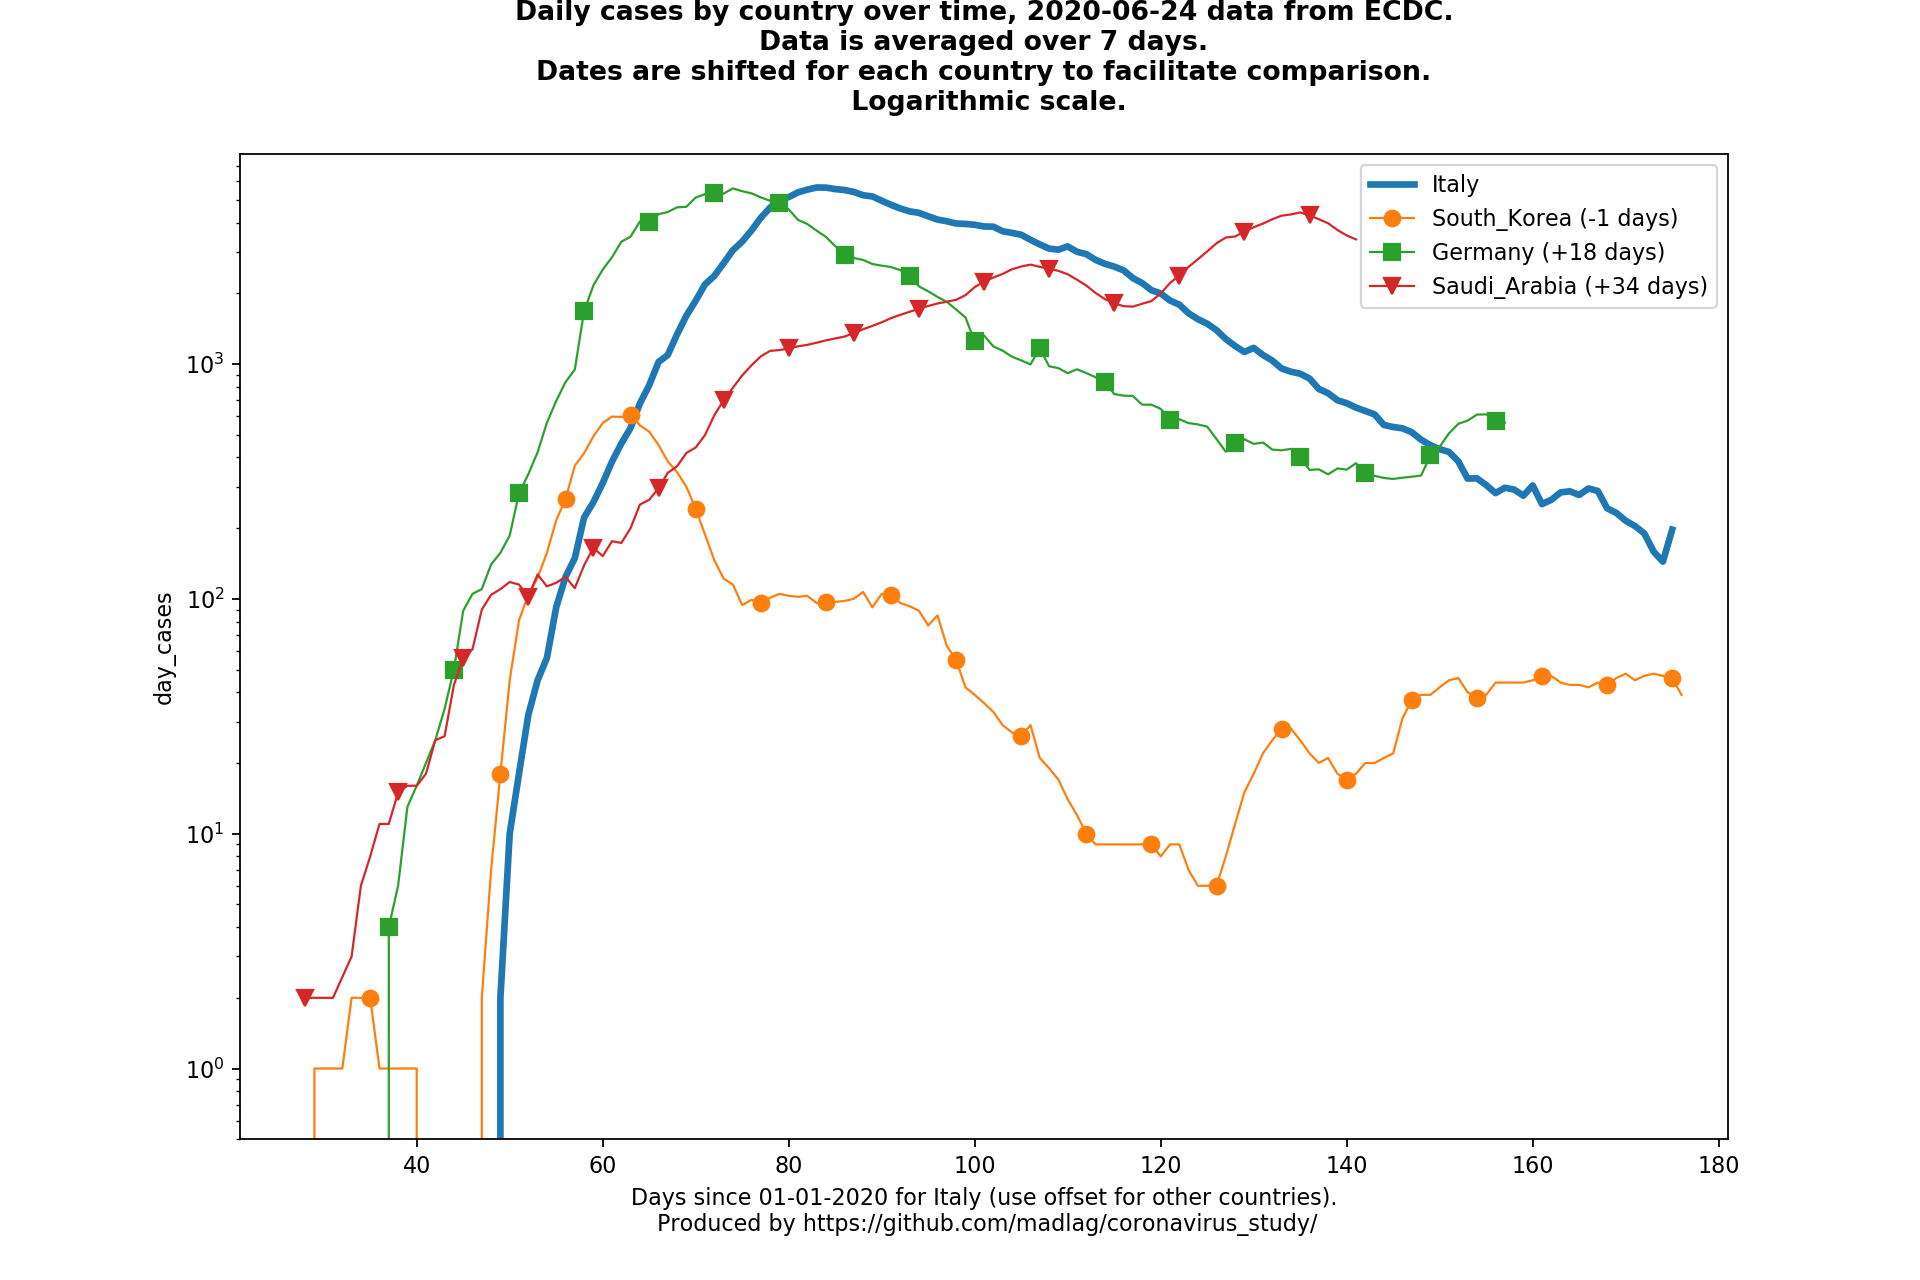 Daily cases by country over time, 2020-06-24 data from ECDC.
Data is averaged over 7 days.
Dates are shifted for each country to facilitate comparison.
Logarithmic scale.
Italy
South_Korea (-1 days)
Germany (+18 days)
Saudi_Arabia (+34 days)
10³
10²
10¹
10⁰
day_cases
40 60 80 100 120 140 160 180
Days since 01-01-2020 for Italy (use offset for other countries).
Produced by https://github.com/madlag/coronavirus_study/